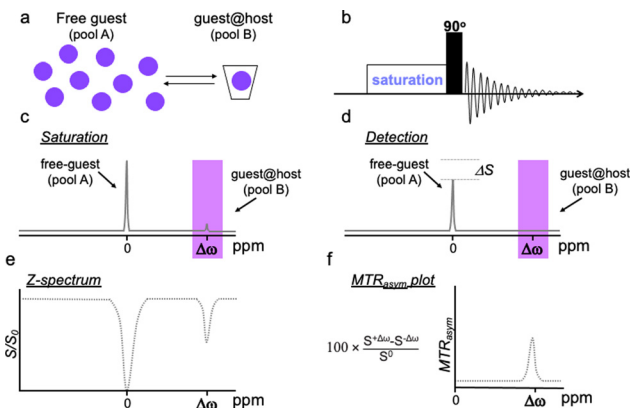 a
Free guest
(pool A)
guest@host
(pool B)
b
90º
saturation
c
Saturation
free-guest
(pool A)
guest@host
(pool B)
0
Δω
ppm
d
Detection
free-guest
(pool A)
ΔS
guest@host
(pool B)
0
Δω
ppm
e
Z-spectrum
S/S0
0
Δω
ppm
f
MTRasym plot
100 × S+Δω-S-Δω
S0
MTRasym
0
Δω
ppm